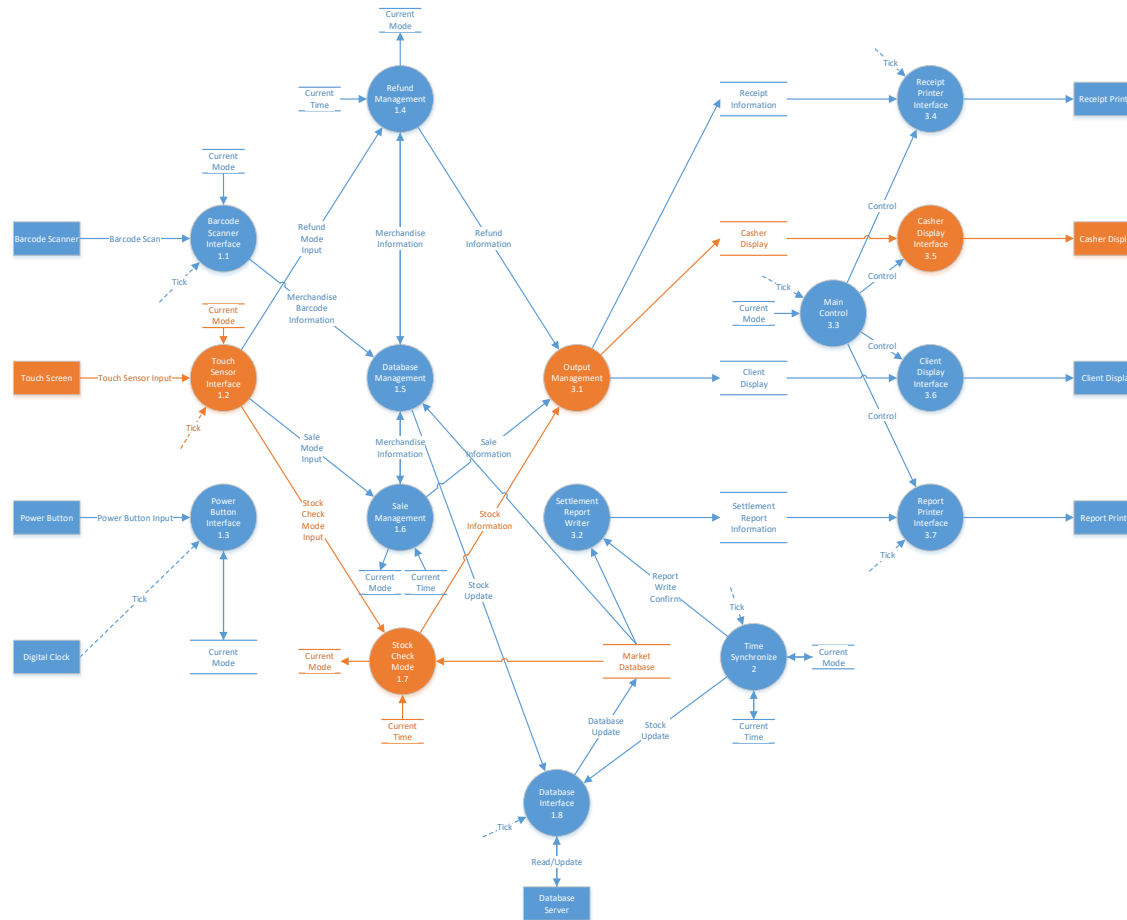 Current
Mode
Refund
Management
1.4
Current
Time
Tick
Receipt
Printer
Interface
3.4
Receipt
Information
Receipt Print
Current
Mode
Barcode Scanner
Barcode Scan
Barcode
Scanner
Interface
1.1
Tick
Refund
Mode
Input
Merchandise
Information
Refund
Information
Casher
Display
Control
Casher
Display
Interface
3.5
Casher Displ
Merchandise
Barcode
Information
Control
Tick
Current
Mode
Main
Control
3.3
Current
Mode
Touch Screen
Touch Sensor Input
Touch
Sensor
Interface
1.2
Tick
Database
Management
1.5
Output
Management
3.1
Client
Display
Control
Client
Display
Interface
3.6
Client Displa
Control
Sale
Mode
Input
Merchandise
Information
Sale
Information
Power Button
Power Button Input
Power
Button
Interface
1.3
Stock
Check
Mode
Input
Sale
Management
1.6
Stock
Information
Settlement
Report
Writer
3.2
Settlement
Report
Information
Report
Printer
Interface
3.7
Report Print
Tick
Current
Mode
Current
Time
Stock
Update
Report
Write
Confirm
Tick
Tick
Digital Clock
Current
Mode
Current
Mode
Stock
Check
Mode
1.7
Market
Database
Time
Synchronize
2
Current
Mode
Current
Time
Database
Update
Stock
Update
Current
Time
Database
Interface
1.8
Tick
Read/Update
Database
Server